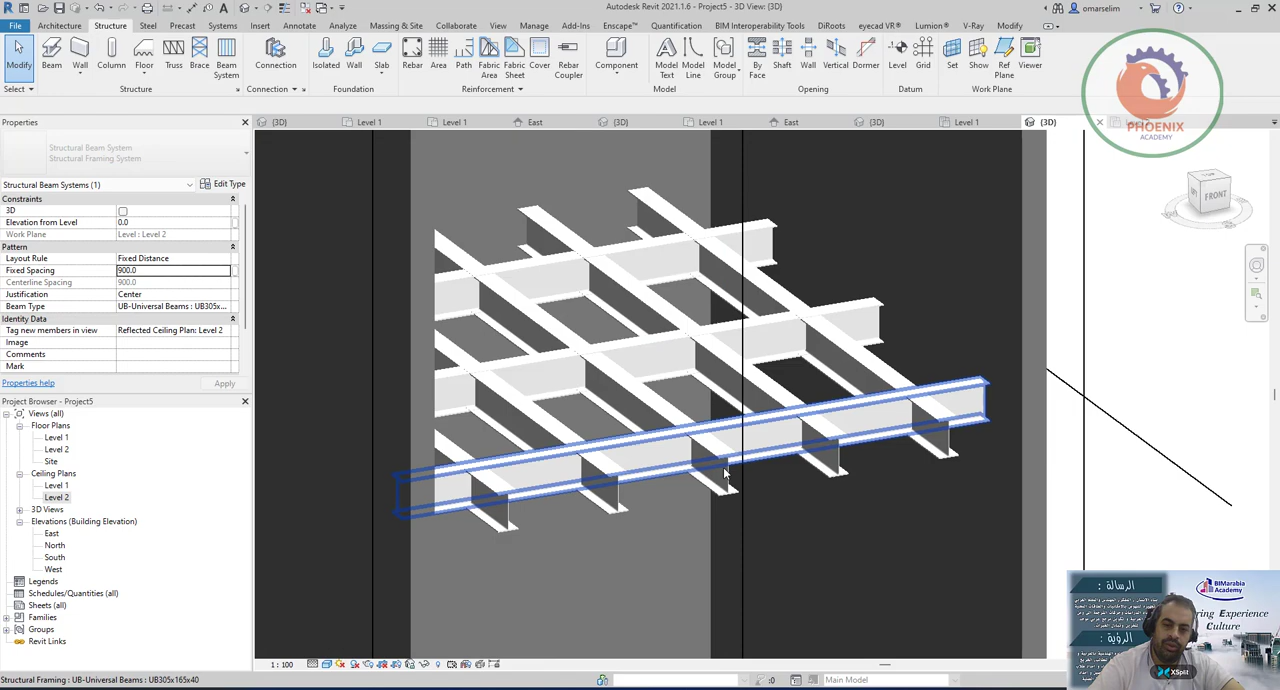 Autodesk Revit 2021.1.6 - Project5 - 3D View: {3D}
omarselim
File Architecture Structure Steel Precast Systems Insert Annotate Analyze Massing & Site Collaborate View Manage Add-Ins Enscape™ Quantification BIM Interoperability Tools DiRoots eyecad VR® Lumion® V-Ray Modify
Modify Beam Wall Column Floor Truss Brace Beam System Connection Isolated Wall Slab Rebar Area Path Fabric Area Fabric Sheet Cover Rebar Coupler Component Model Text Model Line Model Group By Face Shaft Wall Vertical Dormer Level Grid Set Show Ref Plane Viewer
Select Structure Connection Foundation Reinforcement Model Opening Datum Work Plane
PHOENIX
ACADEMY
Properties
{3D} Level 1 Level 1 East {3D} Level 1 East {3D} Level 1 {3D}
Structural Beam System
Structural Framing System
Structural Beam Systems (1) Edit Type
Constraints
3D
Elevation from Level 0.0
Work Plane Level : Level 2
Pattern
Layout Rule Fixed Distance
Fixed Spacing 900.0
Centerline Spacing 900.0
Justification Center
Beam Type UB-Universal Beams : UB305x...
Identity Data
Tag new members in view Reflected Ceiling Plan: Level 2
Image
Comments
Mark
Properties help Apply
Project Browser - Project5
Views (all)
Floor Plans
Level 1
Level 2
Site
Ceiling Plans
Level 1
Level 2
3D Views
Elevations (Building Elevation)
East
North
South
West
Legends
Schedules/Quantities (all)
Sheets (all)
Families
Groups
Revit Links
TOP
FRONT
الرسالة :
BIMarabia
Academy
ring Experience
Culture
الرؤية :
XSplit
1 : 100
Structural Framing : UB-Universal Beams : UB305x165x40
:0 Main Model